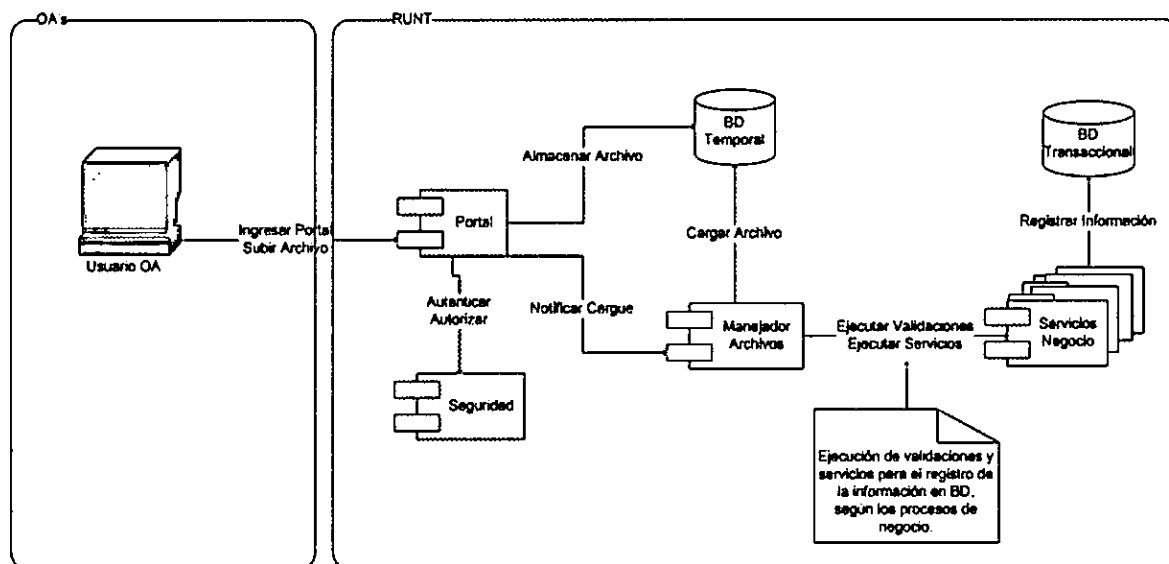 OA's
RUNT
BD
Temporal
BD
Transaccional
Almacenar Archivo
Portal
Ingresar Portal
Subir Archivo
Usuario OA
Cargar Archivo
Registrar Información
Autenticar
Autorizar
Notificar Cargue
Manejador
Archivos
Ejecutar Validaciones
Ejecutar Servicios
Servicios
Negocio
Seguridad
Ejecución de validaciones y
servicios para el registro de
la información en BD,
según los procesos de
negocio.